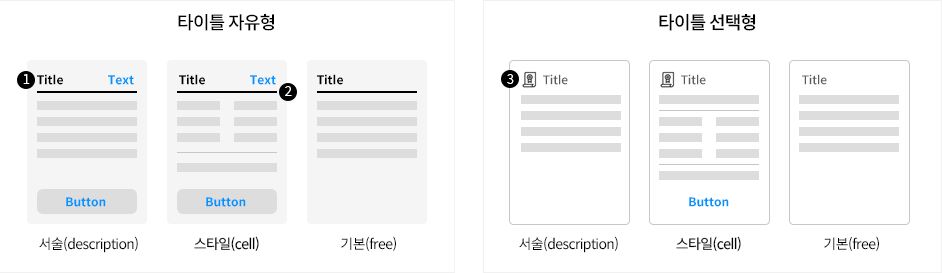 타이틀 자유형
1 Title Text
Title Text
2
Title
Button
Button
서술(description)
스타일(cell)
기본(free)
타이틀 선택형
3 Title
Title
Title
Button
서술(description)
스타일(cell)
기본(free)